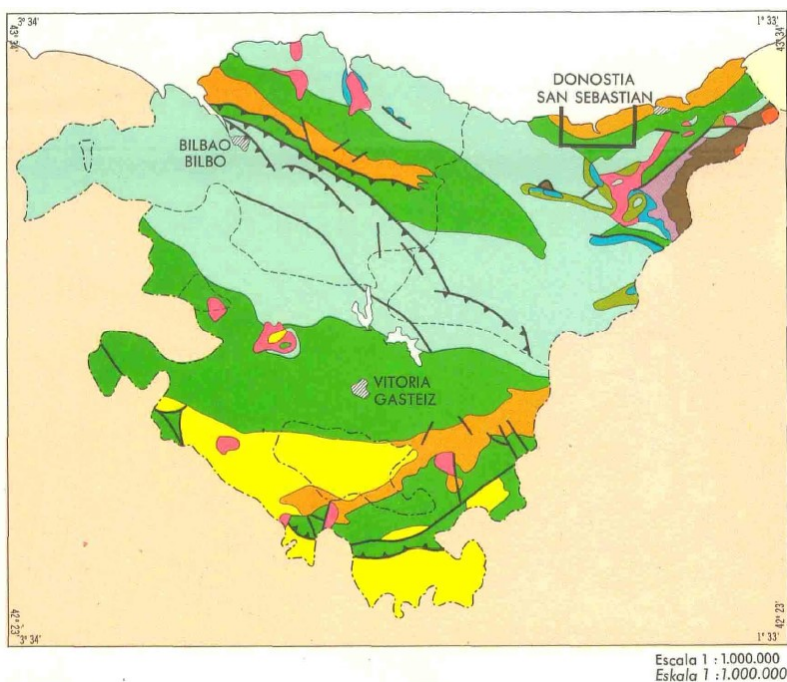 3° 34'
43° 34'
1° 33'
43° 34'
DONOSTIA
SAN SEBASTIAN
BILBAO
BILBO
VITORIA
GASTEIZ
42° 23'
3° 34'
42° 23'
1° 33'
Escala 1 : 1.000.000
Eskala 1 : 1.000.000